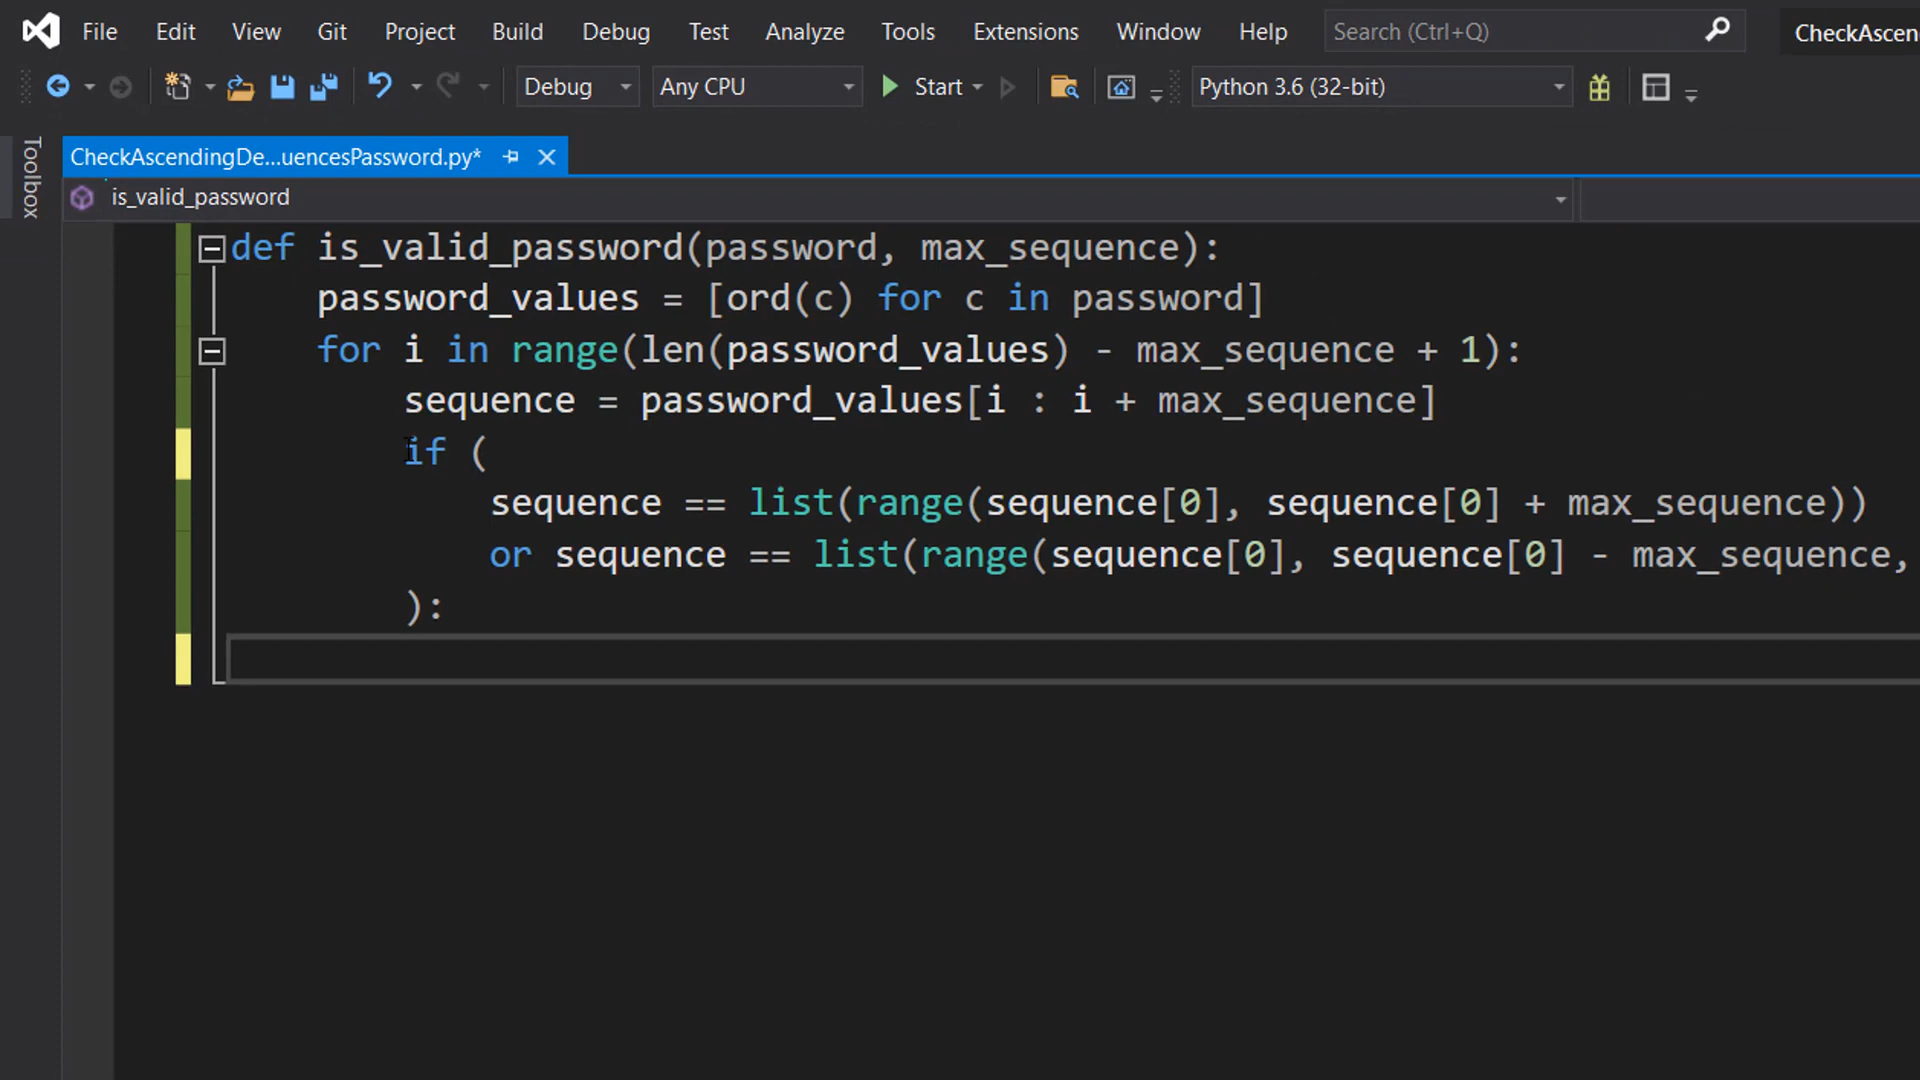 File Edit View Git Project Build Debug Test Analyze Tools Extensions Window Help Search (Ctrl+Q) CheckAscen
Debug Any CPU Start Python 3.6 (32-bit)
Toolbox
CheckAscendingDe...uencesPassword.py*
is_valid_password
def is_valid_password(password, max_sequence):
    password_values = [ord(c) for c in password]
    for i in range(len(password_values) - max_sequence + 1):
        sequence = password_values[i : i + max_sequence]
        if (
            sequence == list(range(sequence[0], sequence[0] + max_sequence))
            or sequence == list(range(sequence[0], sequence[0] - max_sequence,
        ):